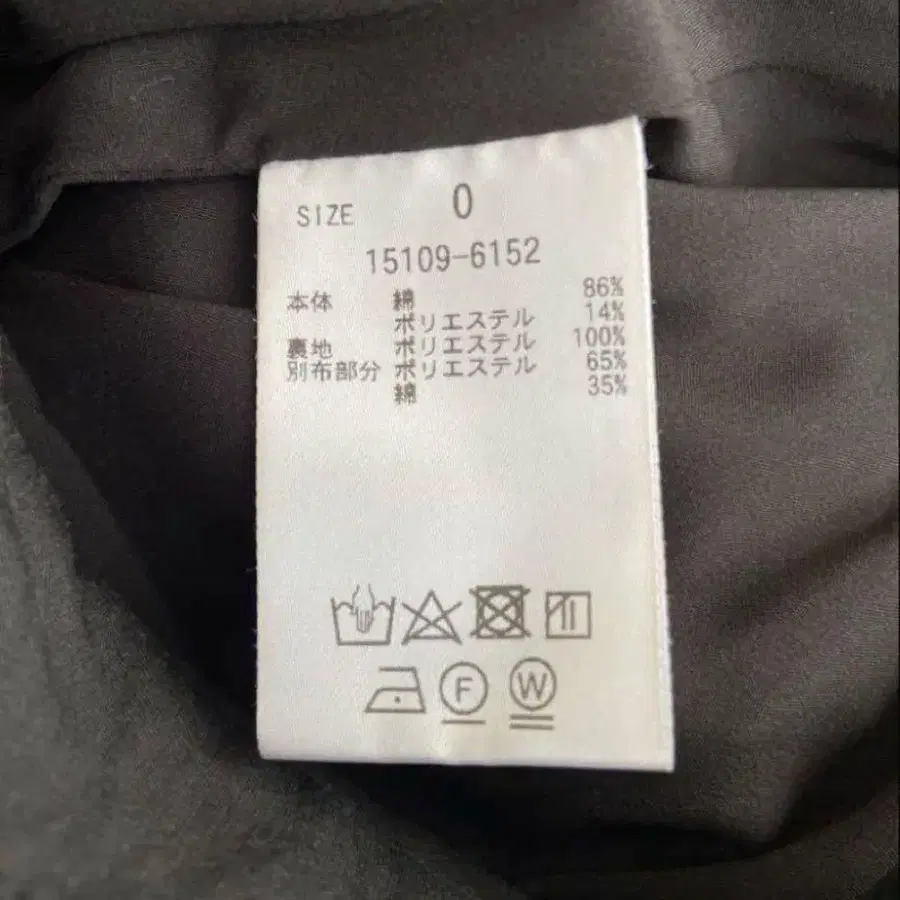 SIZE 0
15109-6152
本体 綿 86%
ポリエステル 14%
裏地 ポリエステル 100%
別布部分 ポリエステル 65%
綿 35%
F W